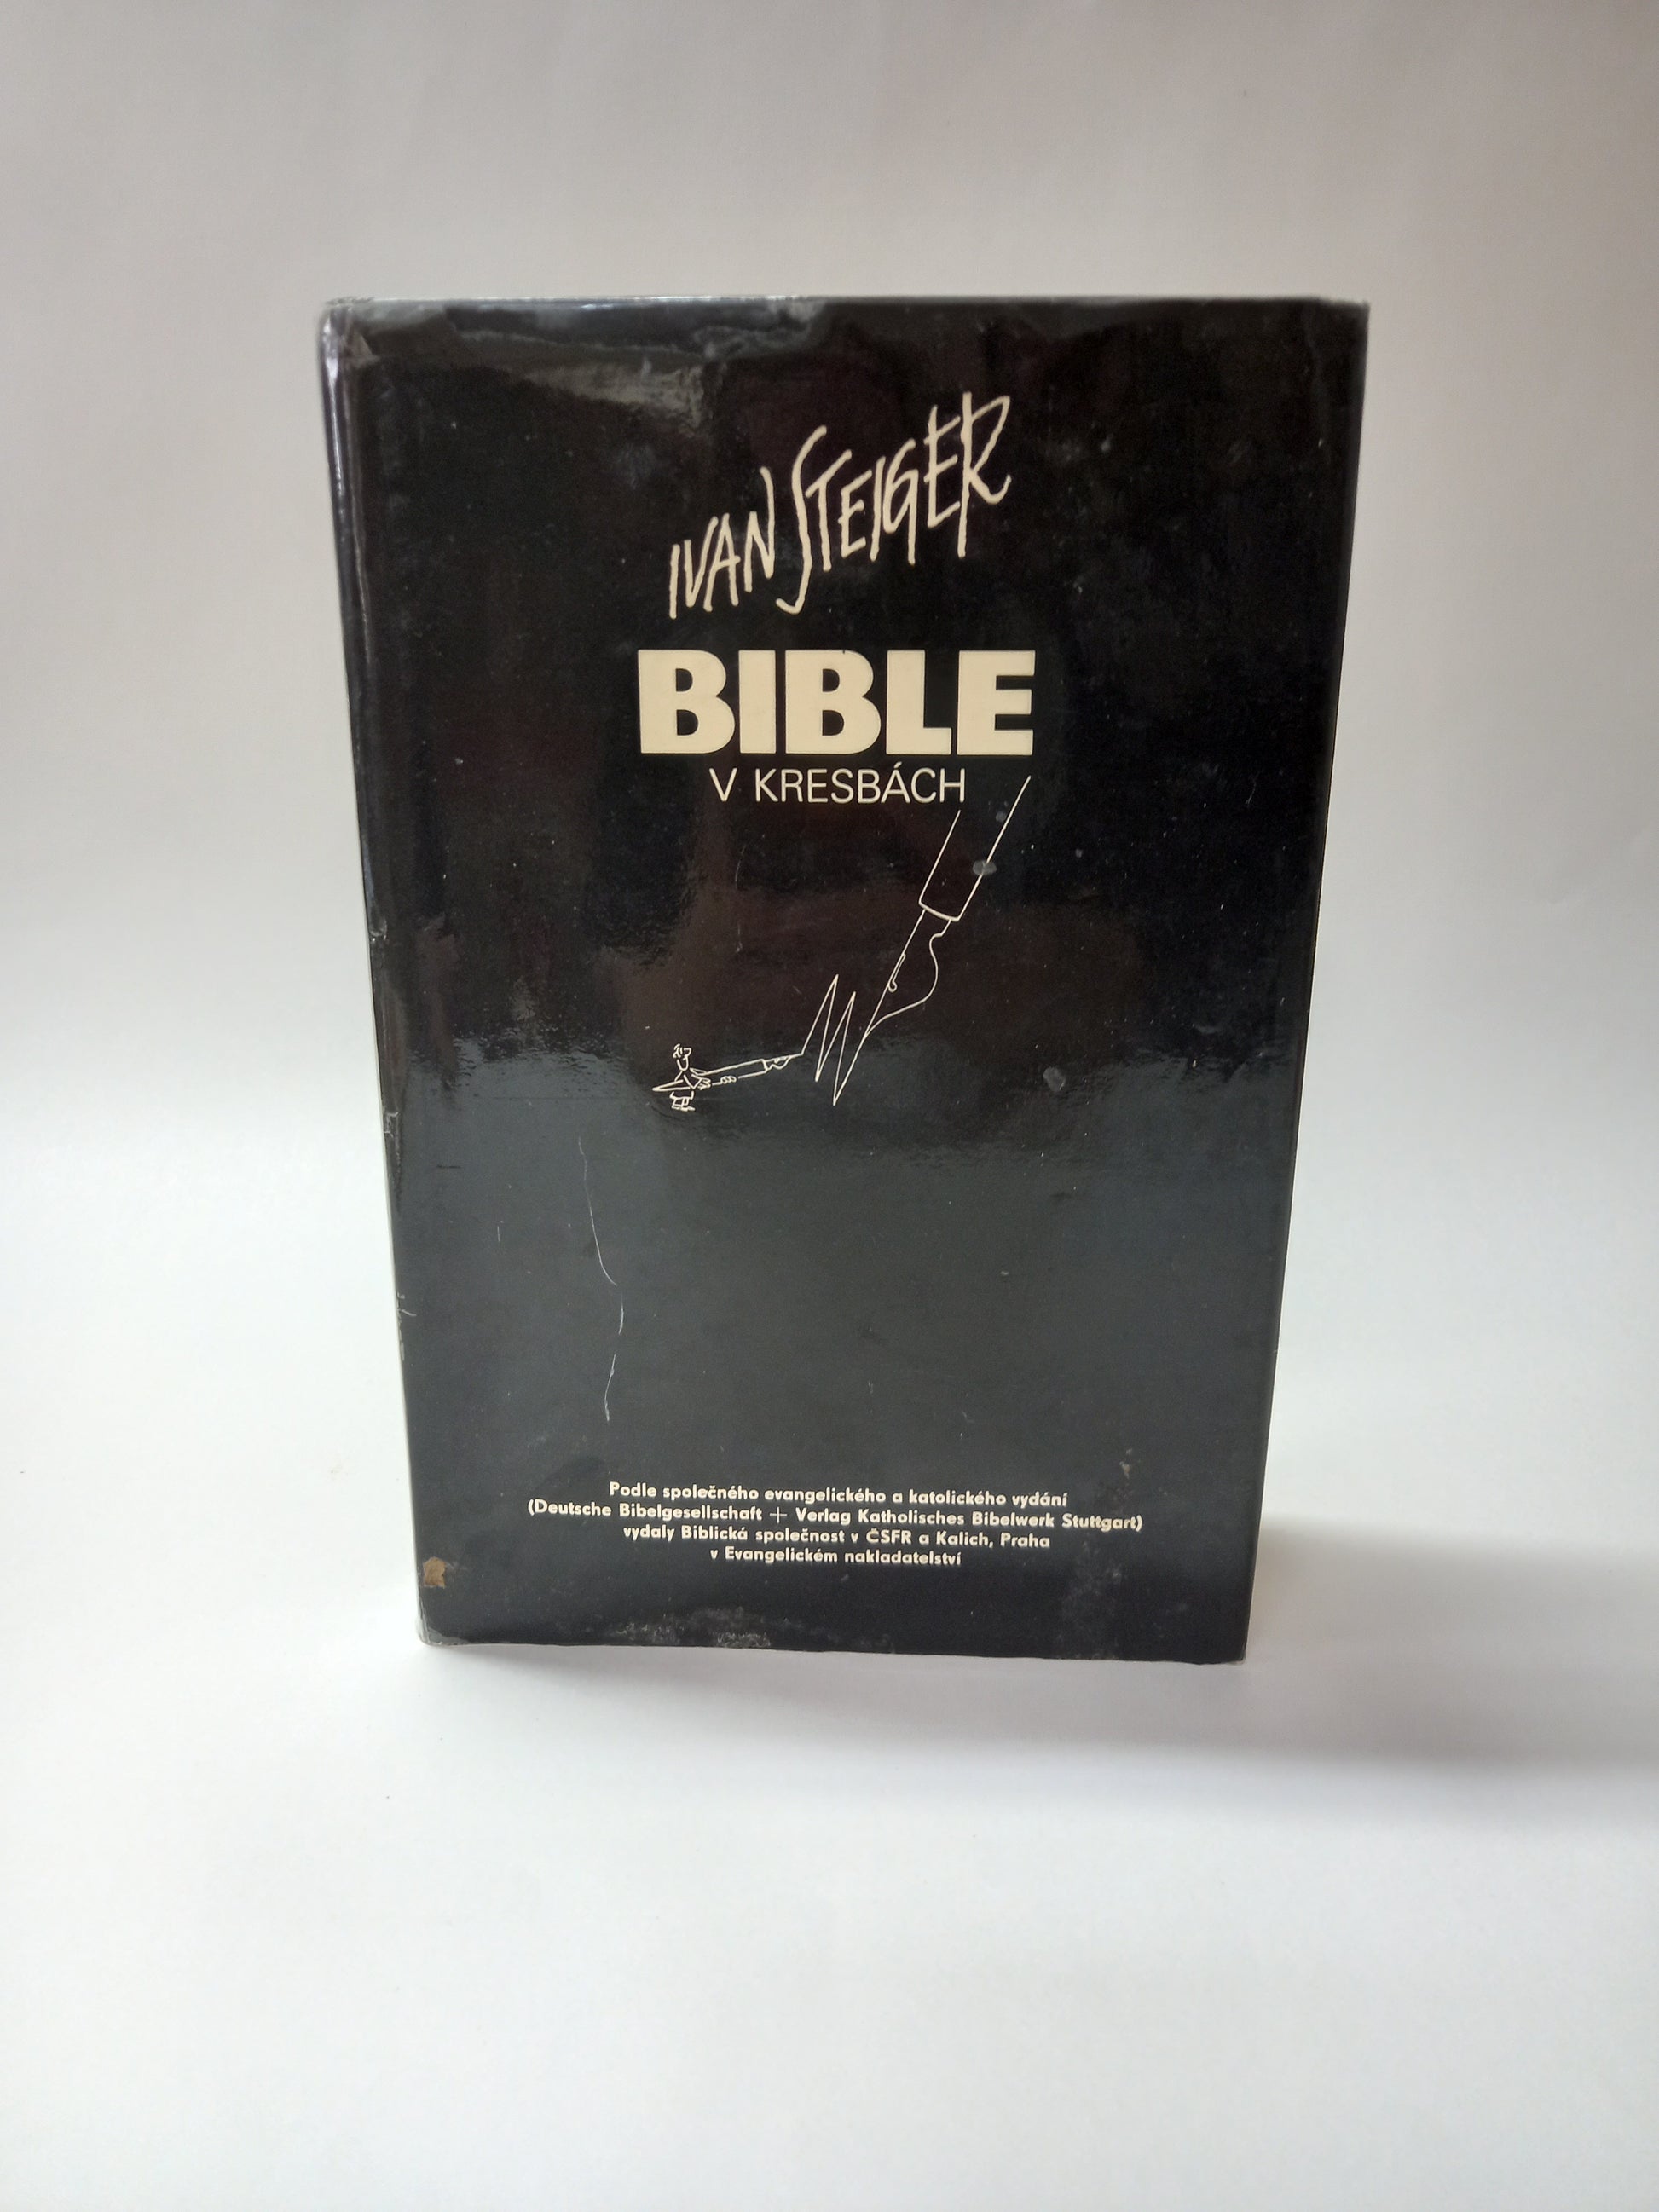 IVAN STEIGER
BIBLE
V KRESBÁCH
Podle společného evangelického a katolického vydání
(Deutsche Bibelgesellschaft + Verlag Katholisches Bibelwerk Stuttgart)
vydaly Biblická společnost v ČSFR a Kalich, Praha
v Evangelickém nakladatelství